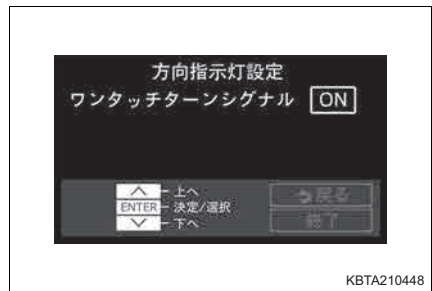 方向指示灯設定
ワンタッチターンシグナル ON
上へ
ENTER 決定/選択
下へ
戻る
終了
KBTA210448